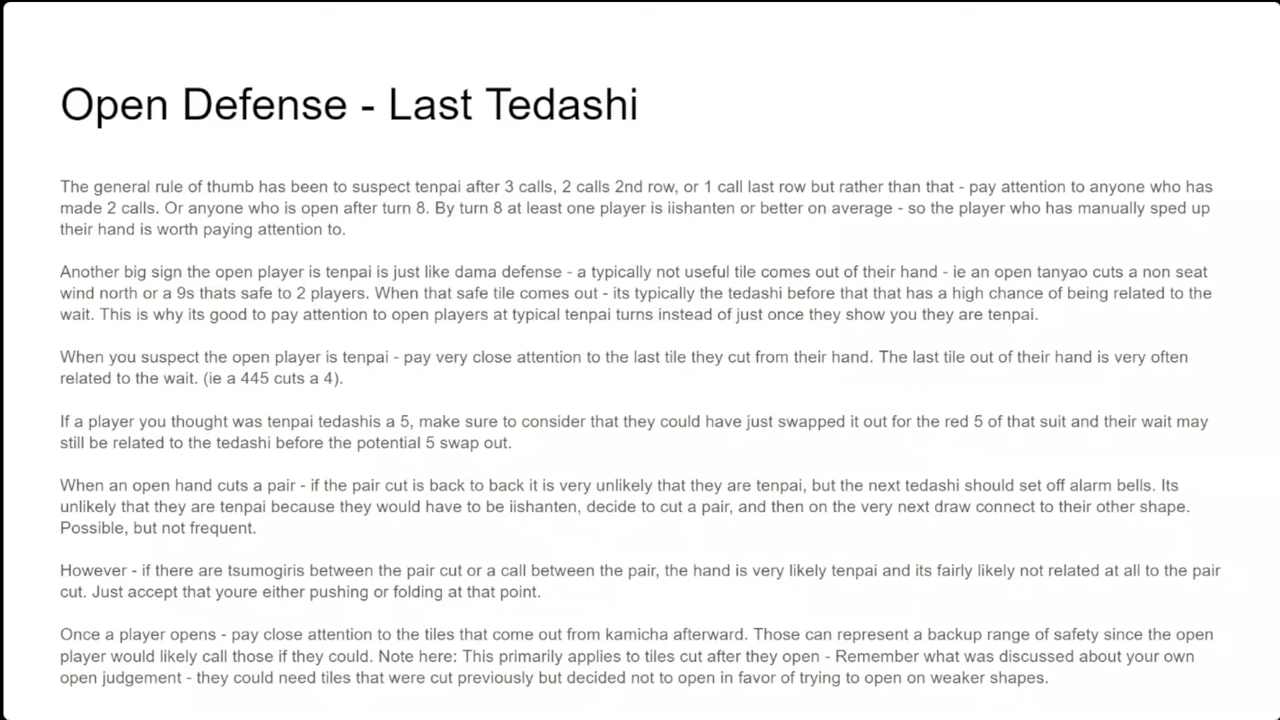 Open Defense - Last Tedashi
The general rule of thumb has been to suspect tenpai after 3 calls, 2 calls 2nd row, or 1 call last row but rather than that - pay attention to anyone who has
made 2 calls. Or anyone who is open after turn 8. By turn 8 at least one player is iishanten or better on average - so the player who has manually sped up
their hand is worth paying attention to.
Another big sign the open player is tenpai is just like dama defense - a typically not useful tile comes out of their hand - ie an open tanyao cuts a non seat
wind north or a 9s thats safe to 2 players. When that safe tile comes out - its typically the tedashi before that that has a high chance of being related to the
wait. This is why its good to pay attention to open players at typical tenpai turns instead of just once they show you they are tenpai.
When you suspect the open player is tenpai - pay very close attention to the last tile they cut from their hand. The last tile out of their hand is very often
related to the wait. (ie a 445 cuts a 4).
If a player you thought was tenpai tedashis a 5, make sure to consider that they could have just swapped it out for the red 5 of that suit and their wait may
still be related to the tedashi before the potential 5 swap out.
When an open hand cuts a pair - if the pair cut is back to back it is very unlikely that they are tenpai, but the next tedashi should set off alarm bells. Its
unlikely that they are tenpai because they would have to be iishanten, decide to cut a pair, and then on the very next draw connect to their other shape.
Possible, but not frequent.
However - if there are tsumogiris between the pair cut or a call between the pair, the hand is very likely tenpai and its fairly likely not related at all to the pair
cut. Just accept that youre either pushing or folding at that point.
Once a player opens - pay close attention to the tiles that come out from kamicha afterward. Those can represent a backup range of safety since the open
player would likely call those if they could. Note here: This primarily applies to tiles cut after they open - Remember what was discussed about your own
open judgement - they could need tiles that were cut previously but decided not to open in favor of trying to open on weaker shapes.